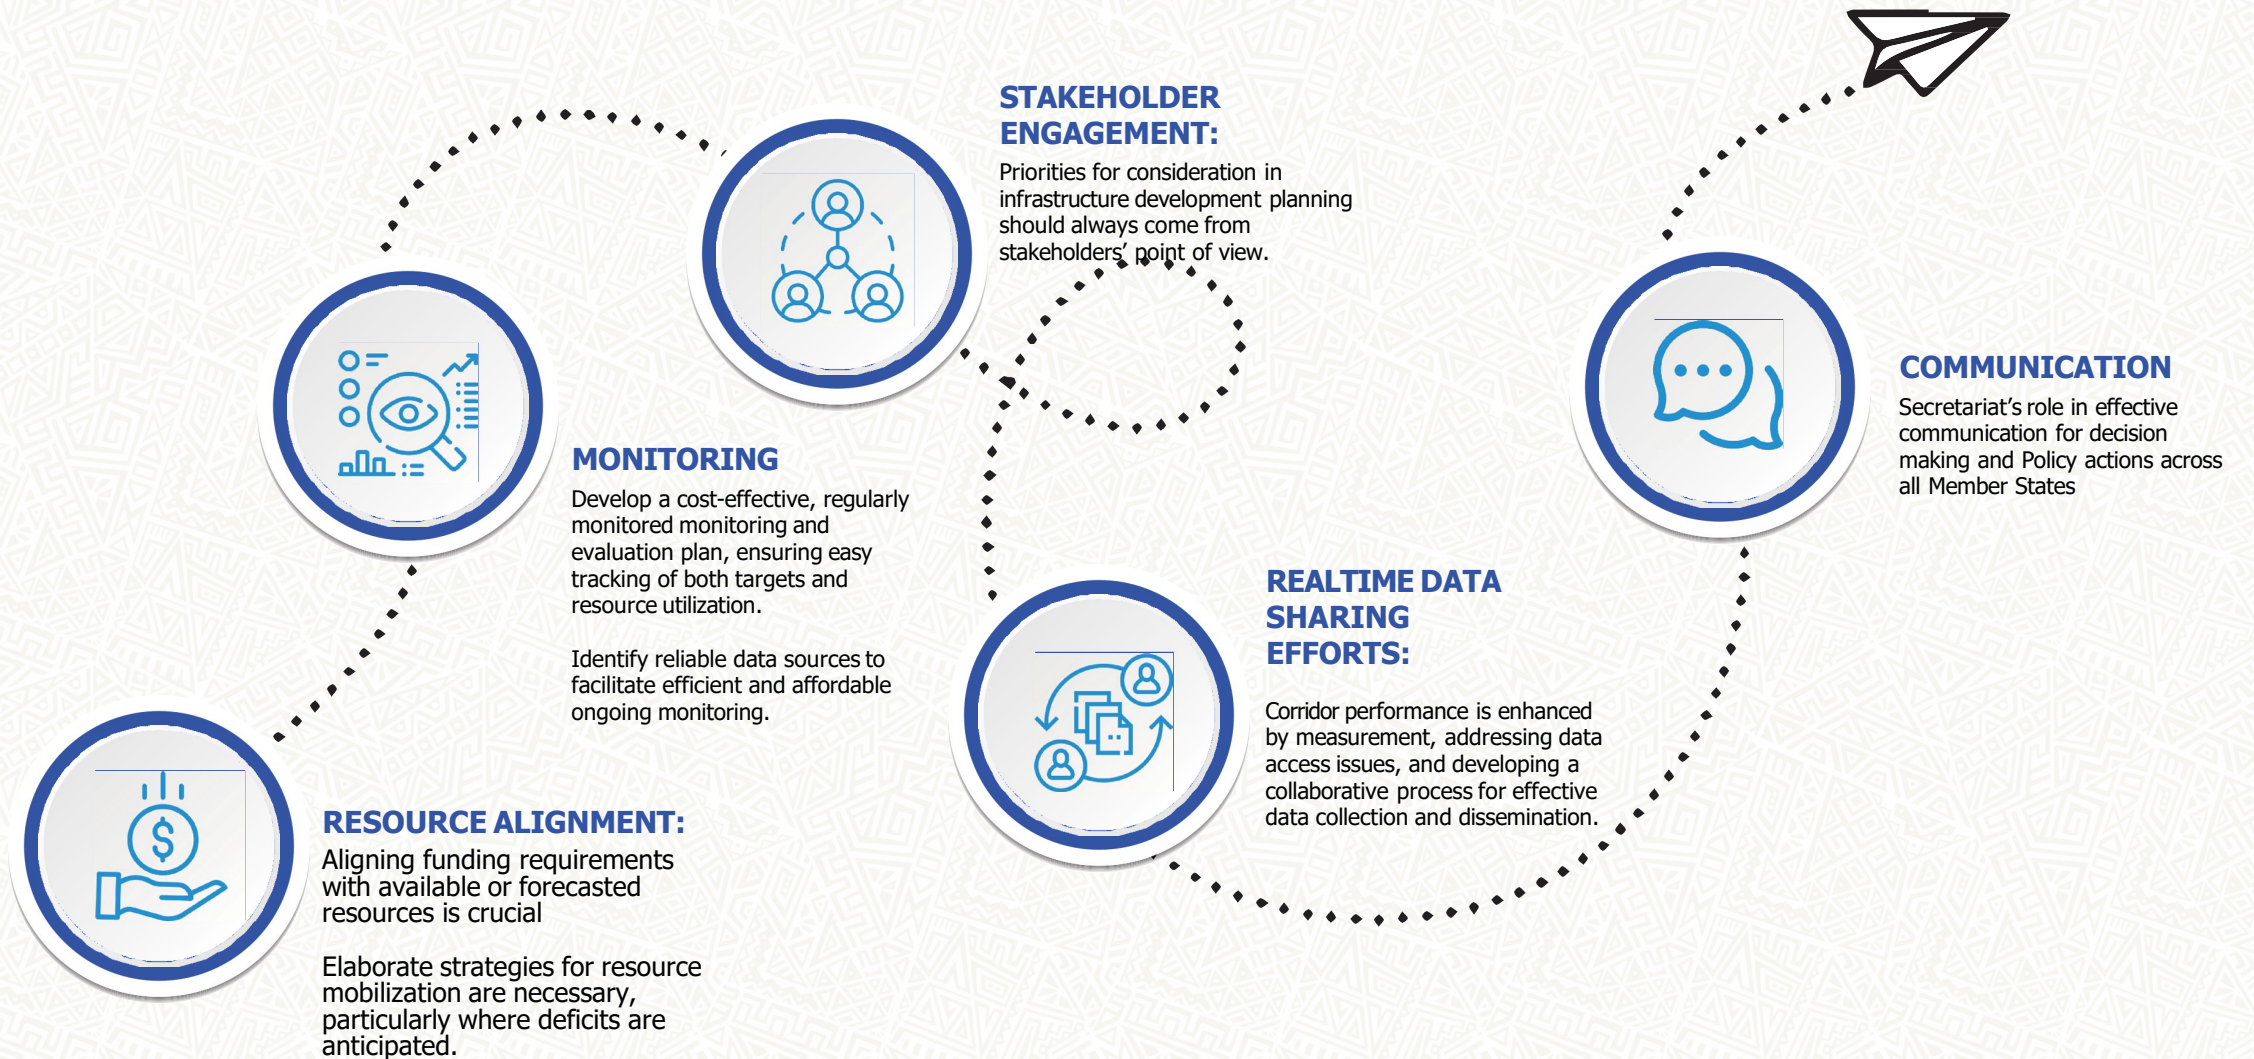 STAKEHOLDER
ENGAGEMENT:
Priorities for consideration in
infrastructure development planning
should always come from
stakeholders’ point of view.
COMMUNICATION
Secretariat’s role in effective
communication for decision
making and Policy actions across
all Member States
MONITORING
Develop a cost-effective, regularly
monitored monitoring and
evaluation plan, ensuring easy
tracking of both targets and
resource utilization.
Identify reliable data sources to
facilitate efficient and affordable
ongoing monitoring.
REALTIME DATA
SHARING
EFFORTS:
Corridor performance is enhanced
by measurement, addressing data
access issues, and developing a
collaborative process for effective
data collection and dissemination.
$
RESOURCE ALIGNMENT:
Aligning funding requirements
with available or forecasted
resources is crucial
Elaborate strategies for resource
mobilization are necessary,
particularly where deficits are
anticipated.